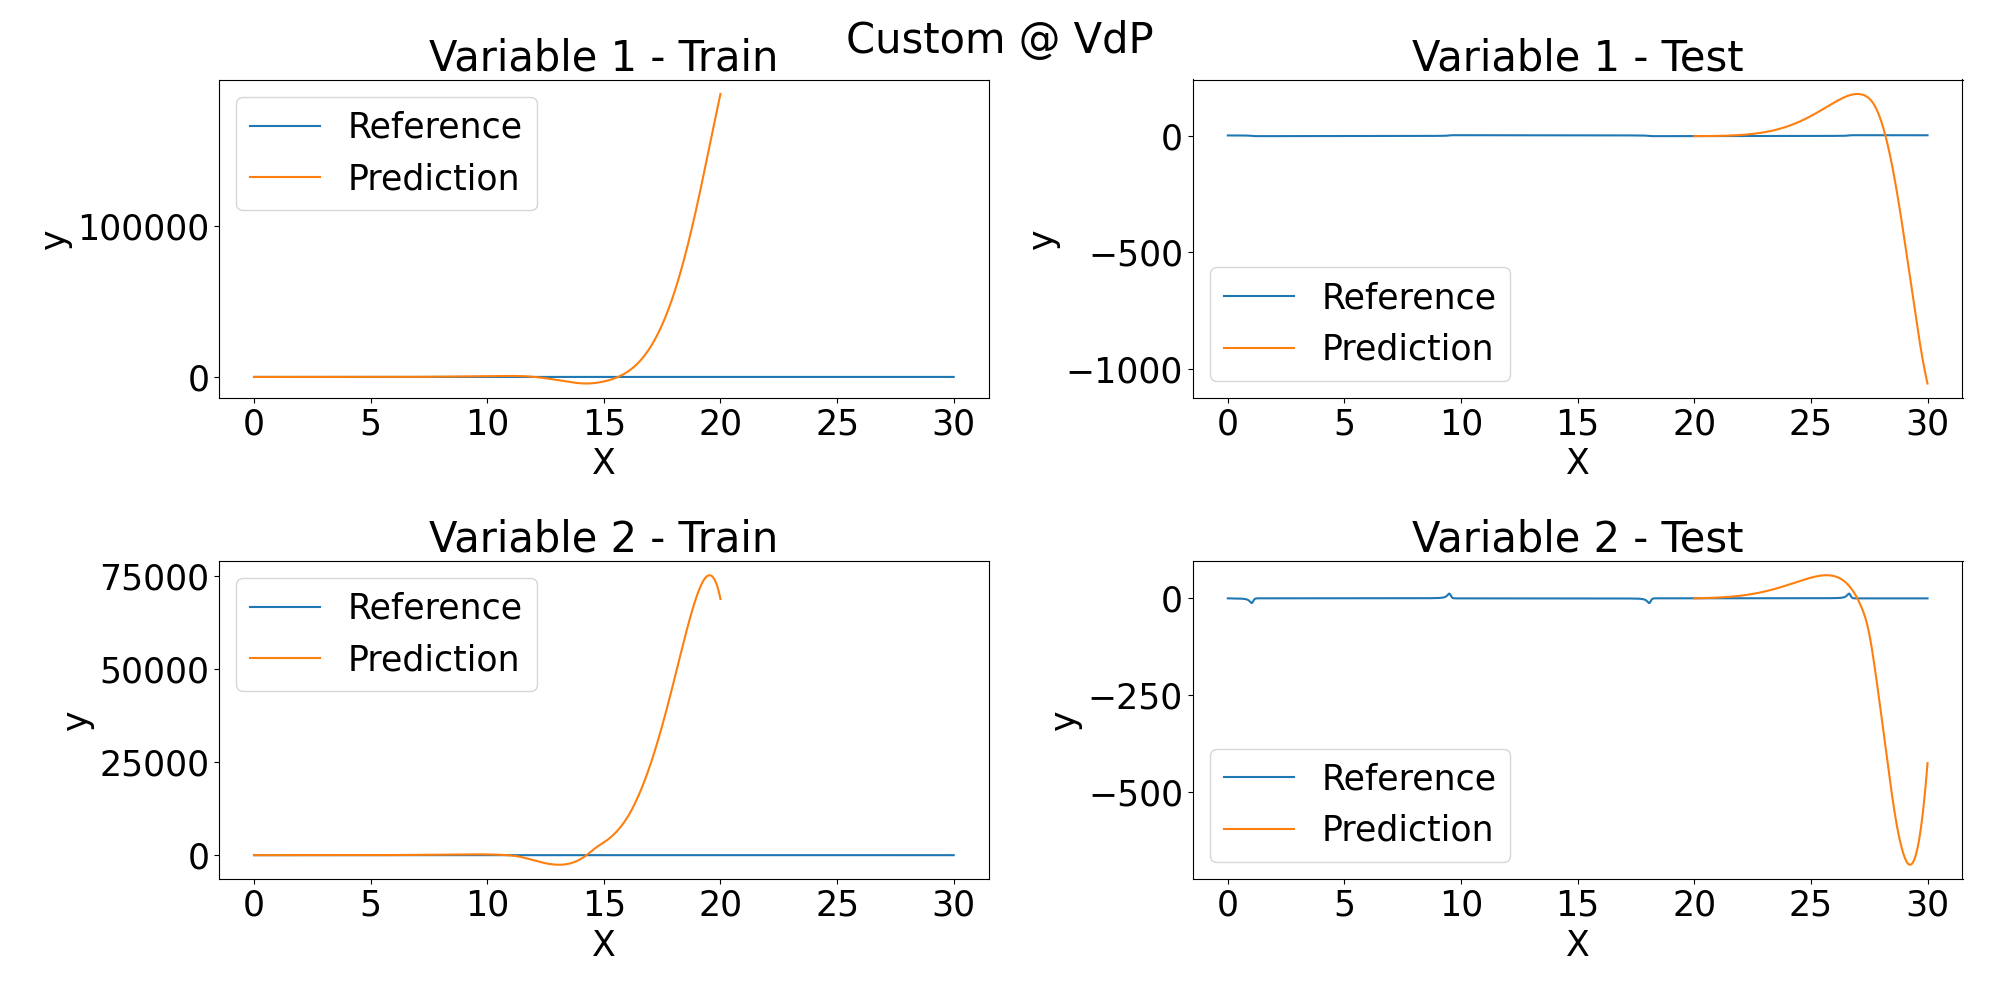 Custom @ VdP
Variable 1 - Train
Reference
Prediction
y
100000
0
0 5 10 15 20 25 30
X
Variable 1 - Test
Reference
Prediction
y
0
−500
−1000
0 5 10 15 20 25 30
X
Variable 2 - Train
Reference
Prediction
y
75000
50000
25000
0
0 5 10 15 20 25 30
X
Variable 2 - Test
Reference
Prediction
y
0
−250
−500
0 5 10 15 20 25 30
X